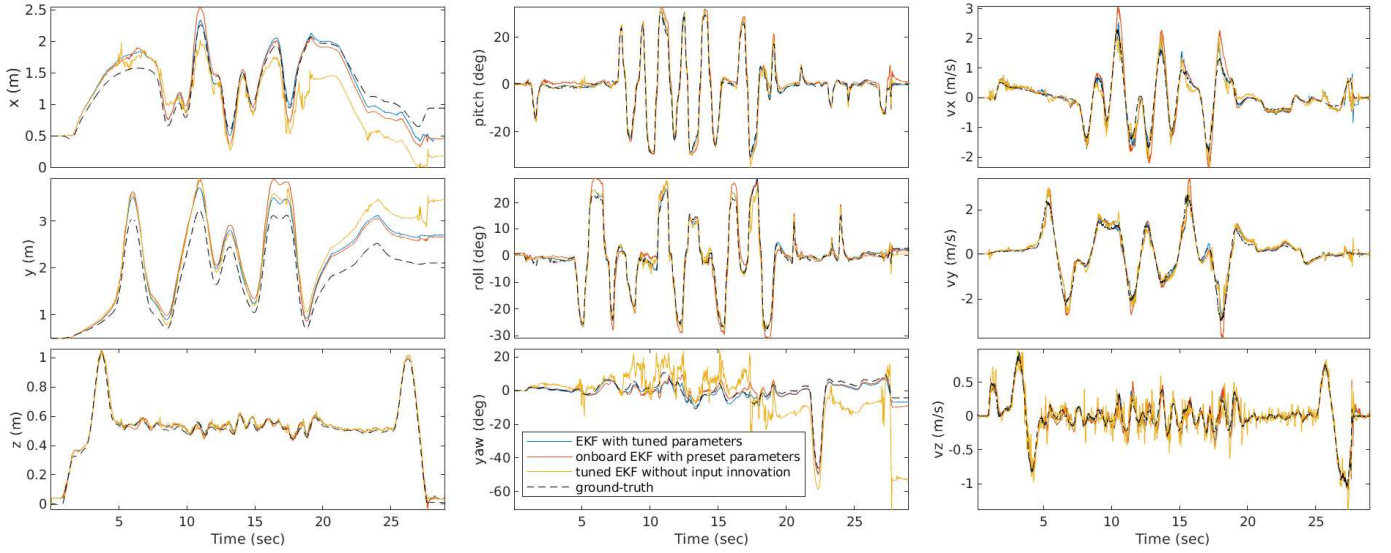 2.5
2
1.5
1
0.5
0
x (m)
20
0
-20
pitch (deg)
3
2
1
0
-1
-2
vx (m/s)
3
2
1
y (m)
20
10
0
-10
-20
-30
roll (deg)
2
0
-2
vy (m/s)
1
0.8
0.6
0.4
0.2
0
z (m)
5 10 15 20 25
Time (sec)
20
0
-20
-40
-60
yaw (deg)
EKF with tuned parameters
onboard EKF with preset parameters
tuned EKF without input innovation
ground-truth
5 10 15 20 25
Time (sec)
0.5
0
-0.5
-1
vz (m/s)
5 10 15 20 25
Time (sec)